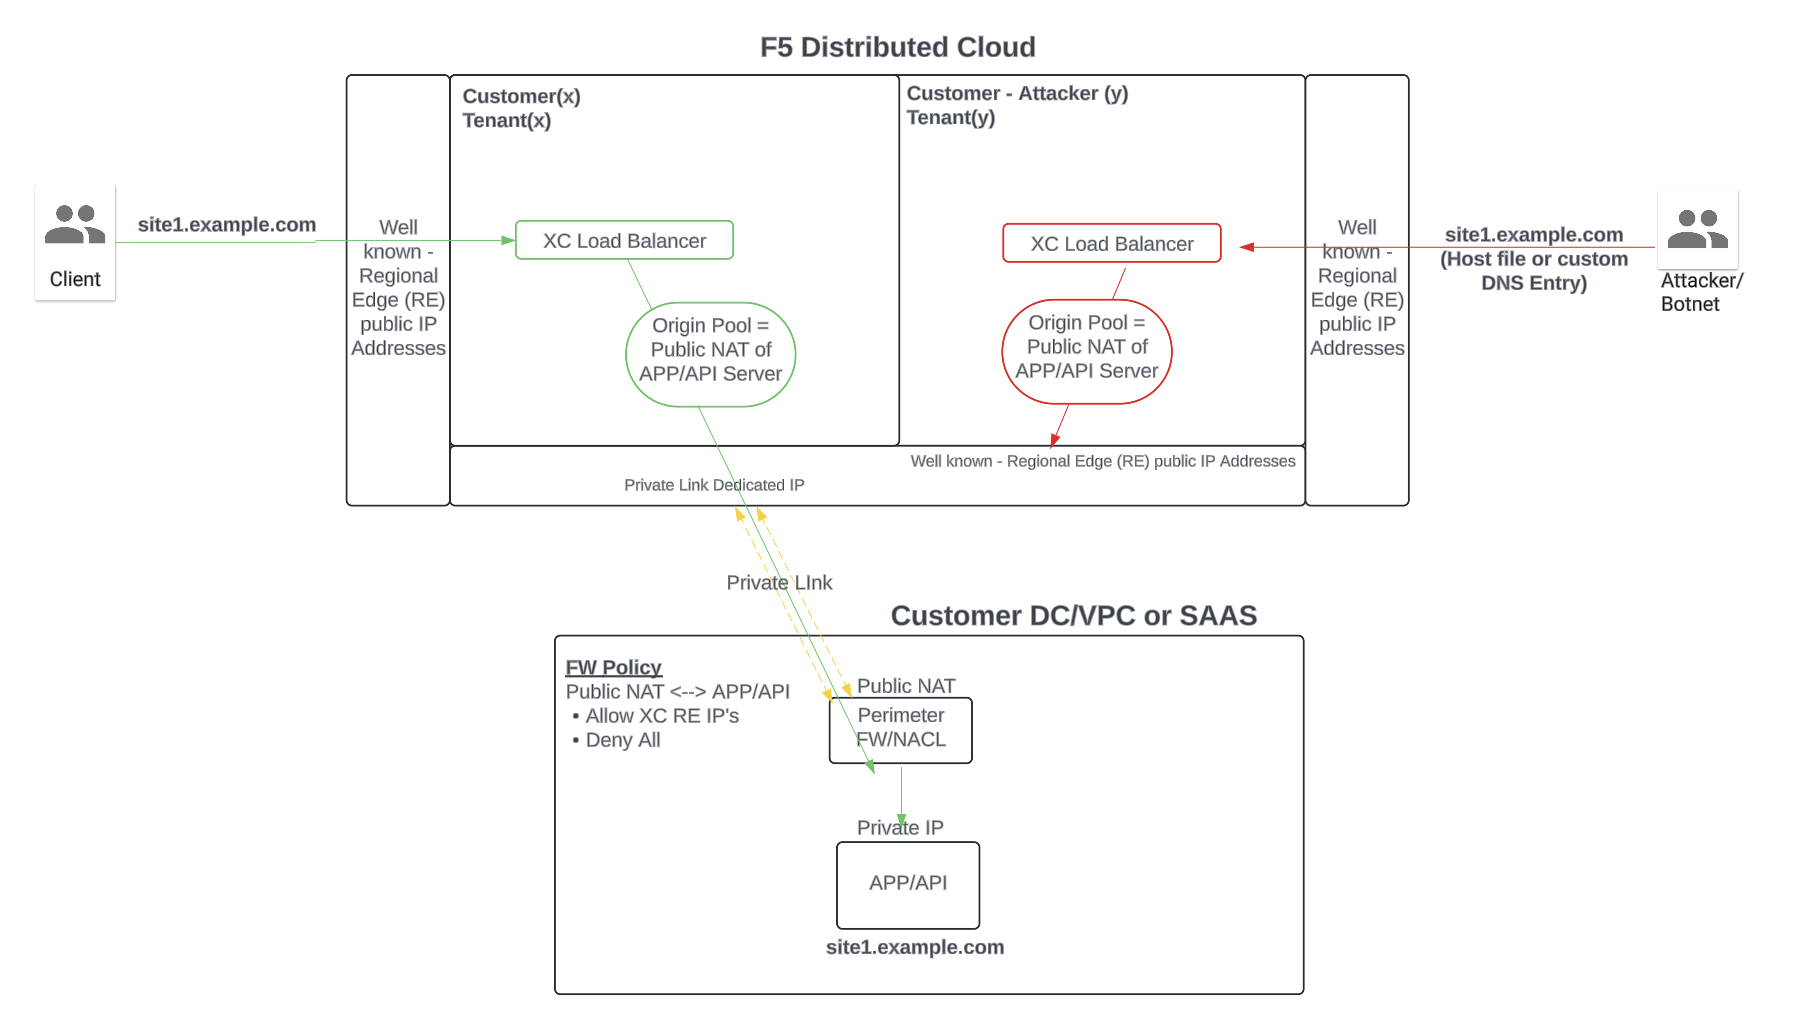 F5 Distributed Cloud
Customer(x)
Tenant(x)
Customer - Attacker (y)
Tenant(y)
site1.example.com
Client
Well
known -
Regional
Edge (RE)
public IP
Addresses
XC Load Balancer
Origin Pool =
Public NAT of
APP/API Server
XC Load Balancer
Origin Pool =
Public NAT of
APP/API Server
Well
known -
Regional
Edge (RE)
public IP
Addresses
site1.example.com
(Host file or custom
DNS Entry)
Attacker/
Botnet
Well known - Regional Edge (RE) public IP Addresses
Private Link Dedicated IP
Private LInk
Customer DC/VPC or SAAS
FW Policy
Public NAT <--> APP/API
• Allow XC RE IP's
• Deny All
Public NAT
Perimeter
FW/NACL
Private IP
APP/API
site1.example.com